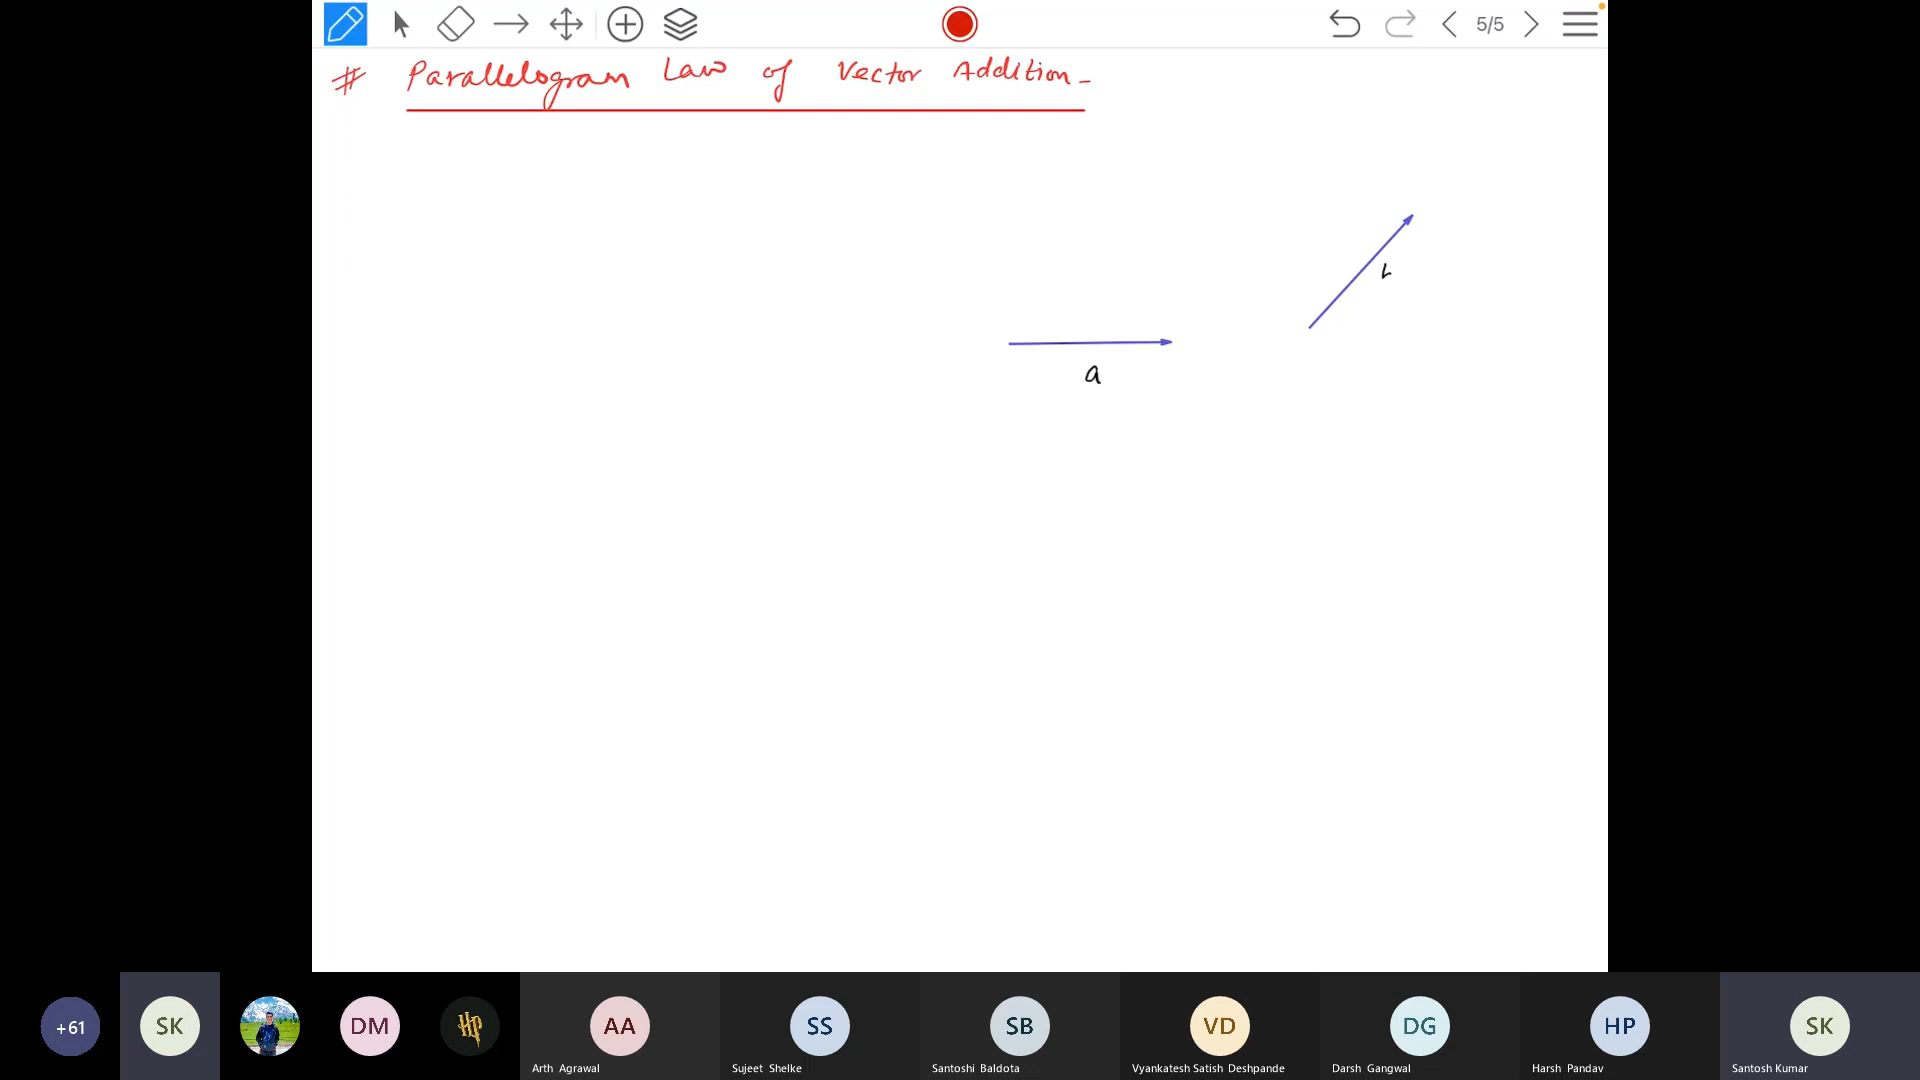 5/5
# Parallelogram Law of Vector Addition -
a
+61
SK
DM
HP
AA
SS
SB
VD
DG
HP
SK
Arth Agrawal
Sujeet Shelke
Santoshi Baldota
Vyankatesh Satish Deshpande
Darsh Gangwal
Harsh Pandav
Santosh Kumar